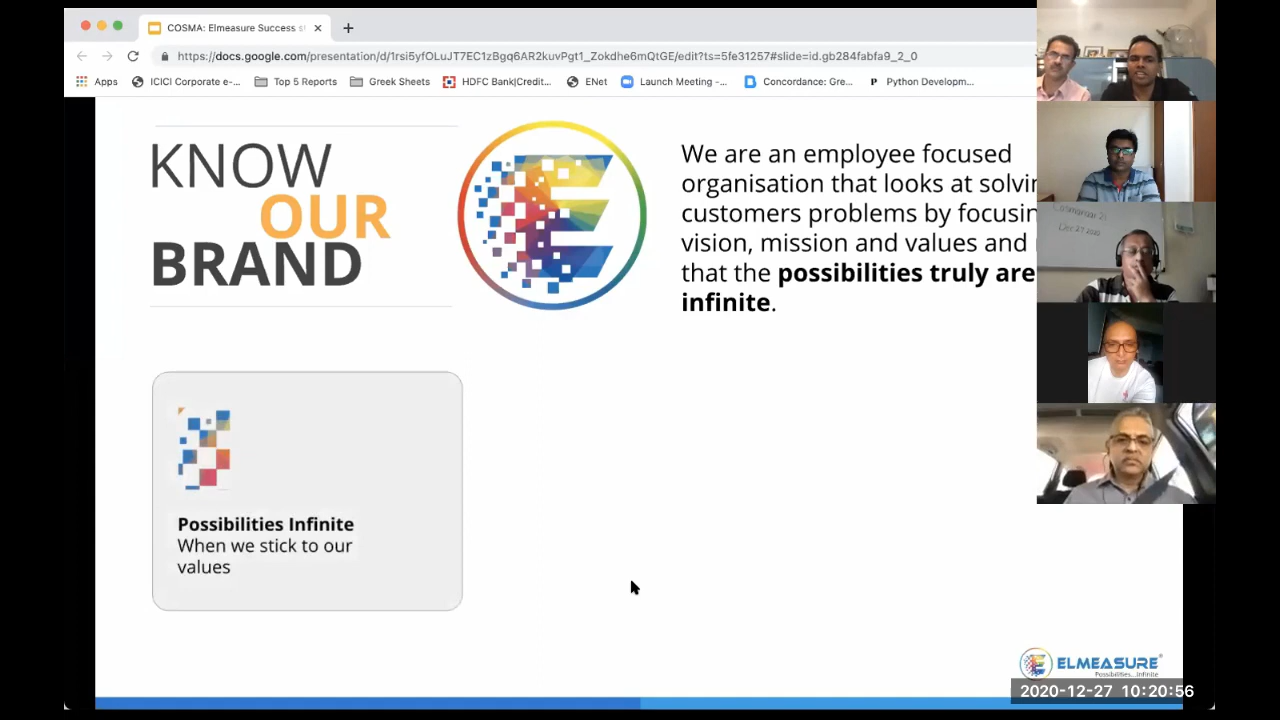 COSMA: Elmeasure Success s
https://docs.google.com/presentation/d/1rsi5yfOLuJT7EC1zBgq6AR2kuvPgt1_Zokdhe6mQtGE/edit?ts=5fe31257#slide=id.gb284fabfa9_2_0
Apps ICICI Corporate e-... Top 5 Reports Greek Sheets HDFC Bank|Credit... ENet Launch Meeting -... Concordance: Gre... Python Developm...
KNOW
OUR
BRAND
We are an employee focused
organisation that looks at solvin
customers problems by focusin
vision, mission and values and
that the possibilities truly are
infinite.
Possibilities Infinite
When we stick to our
values
Dec 27 2020
ELMEASURE
Possibilities...Infinite
2020-12-27 10:20:56